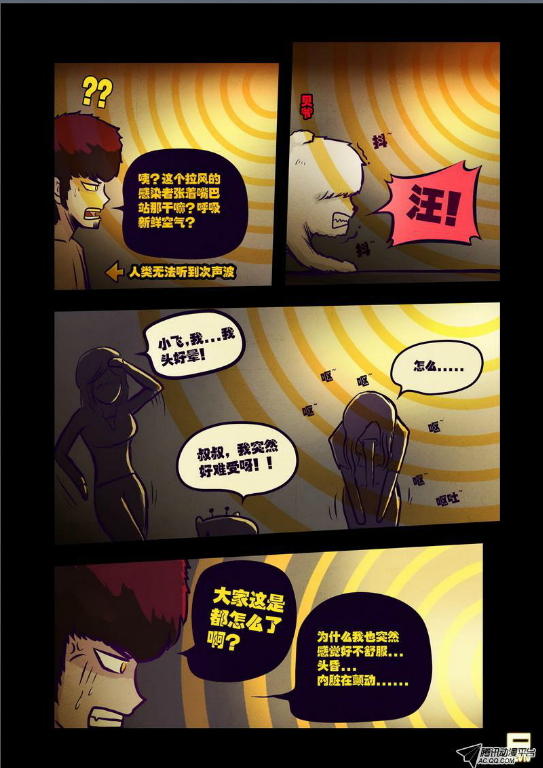 ??
咦？这个拉风的
感染者张着嘴巴
站那干嘛？呼吸
新鲜空气？
人类无法听到次声波
贝爷
抖~
汪！
抖~
小飞，我...我
头好晕！
怎么.....
呕~
呕~
呕~
呕~
呕~
呕吐~
叔叔，我突然
好难受呀！！
大家这是
都怎么了
啊？
为什么我也突然
感觉好不舒服...
头昏...
内脏在颤动......
腾讯动漫平台
AC.QQ.COM